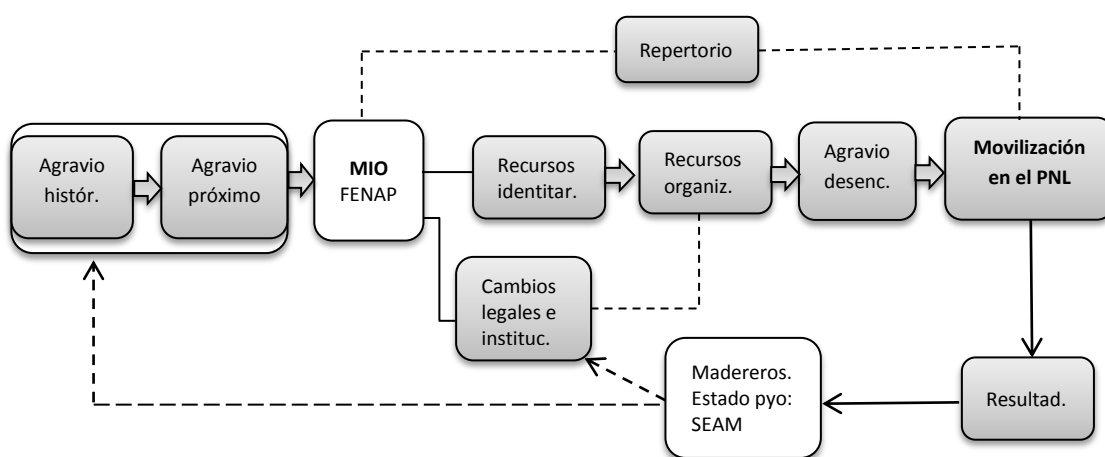 Repertorio
Agravio
histór.
Agravio
próximo
MIO
FENAP
Recursos
identitar.
Recursos
organiz.
Agravio
desenc.
Movilización
en el PNL
Cambios
legales e
instituc.
Madereros.
Estado pyo:
SEAM
Resultad.